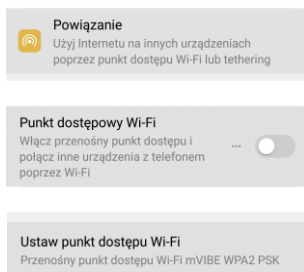 Powiązanie
Użyj Internetu na innych urządzeniach
poprzez punkt dostępu Wi-Fi lub tethering
Punkt dostępowy Wi-Fi
Włącz przenośny punkt dostępu i
połącz inne urządzenia z telefonem
poprzez Wi-Fi
...
Ustaw punkt dostępu Wi-Fi
Przenośny punkt dostępu Wi-Fi mVIBE WPA2 PSK